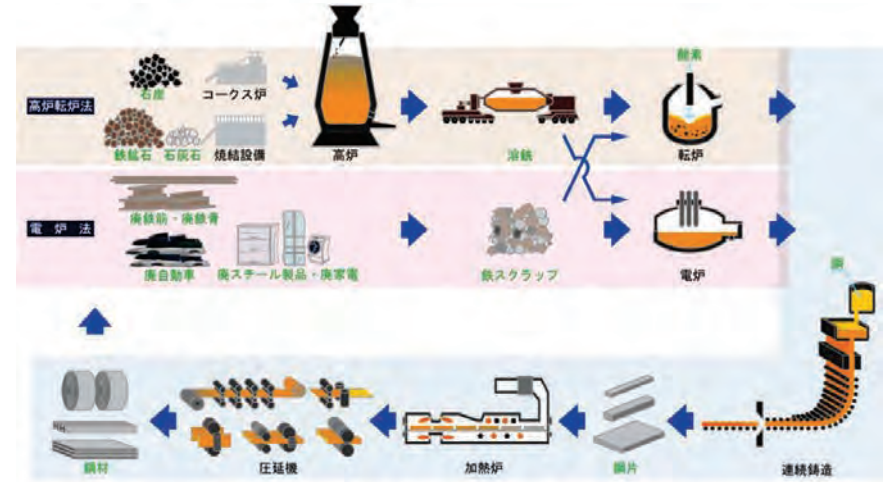 酸素
石炭
コークス炉
高炉転炉法
鉄鉱石
石灰石
焼結設備
高炉
溶銑
転炉
廃鉄筋・廃鉄骨
電炉法
廃自動車
廃スチール製品・廃家電
鉄スクラップ
電炉
鋼
鋼材
圧延機
加熱炉
鋼片
連続鋳造